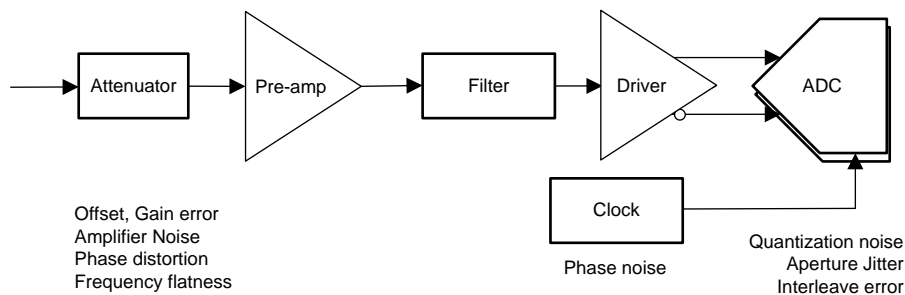 Attenuator
Pre-amp
Filter
Driver
ADC
Clock
Offset, Gain error
Amplifier Noise
Phase distortion
Frequency flatness
Phase noise
Quantization noise
Aperture Jitter
Interleave error